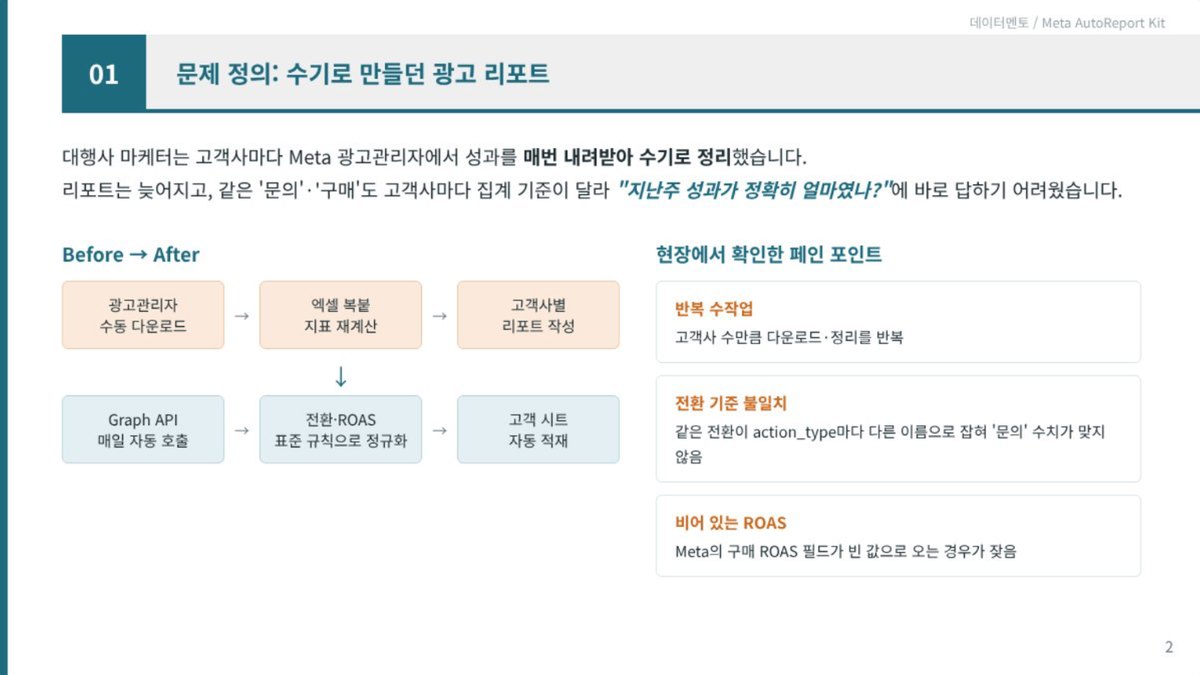 데이터멘토 / Meta AutoReport Kit
01
문제 정의: 수기로 만들던 광고 리포트
대행사 마케터는 고객사마다 Meta 광고관리자에서 성과를 매번 내려받아 수기로 정리했습니다.
리포트는 늦어지고, 같은 '문의'·'구매'도 고객사마다 집계 기준이 달라 "지난주 성과가 정확히 얼마였나?"에 바로 답하기 어려웠습니다.
Before → After
광고관리자
수동 다운로드
→
엑셀 복붙
지표 재계산
→
고객사별
리포트 작성
↓
Graph API
매일 자동 호출
→
전환·ROAS
표준 규칙으로 정규화
→
고객 시트
자동 적재
현장에서 확인한 페인 포인트
반복 수작업
고객사 수만큼 다운로드·정리를 반복
전환 기준 불일치
같은 전환이 action_type마다 다른 이름으로 잡혀 '문의' 수치가 맞지
않음
비어 있는 ROAS
Meta의 구매 ROAS 필드가 빈 값으로 오는 경우가 잦음
2